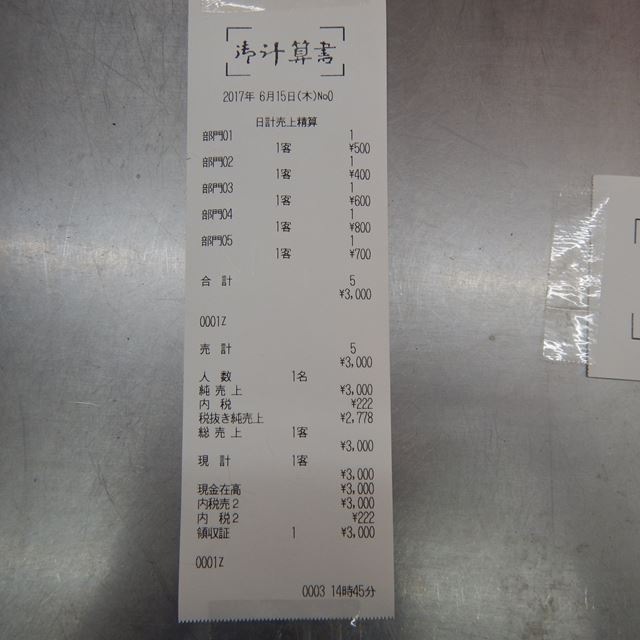 御計算書
2017年 6月15日(木)No0
日計売上精算
部門01 1
1客 ¥500
部門02 1
1客 ¥400
部門03 1
1客 ¥600
部門04 1
1客 ¥800
部門05 1
1客 ¥700
合 計 5
¥3,000
0001Z
売 計 5
¥3,000
人 数 1名
純 売 上 ¥3,000
内 税 ¥222
税抜き純売上 ¥2,778
総 売 上 1客
¥3,000
現 計 1客
¥3,000
現金在高 ¥3,000
内税売2 ¥3,000
内 税2 ¥222
領収証 1 ¥3,000
0001Z
0003 14時45分